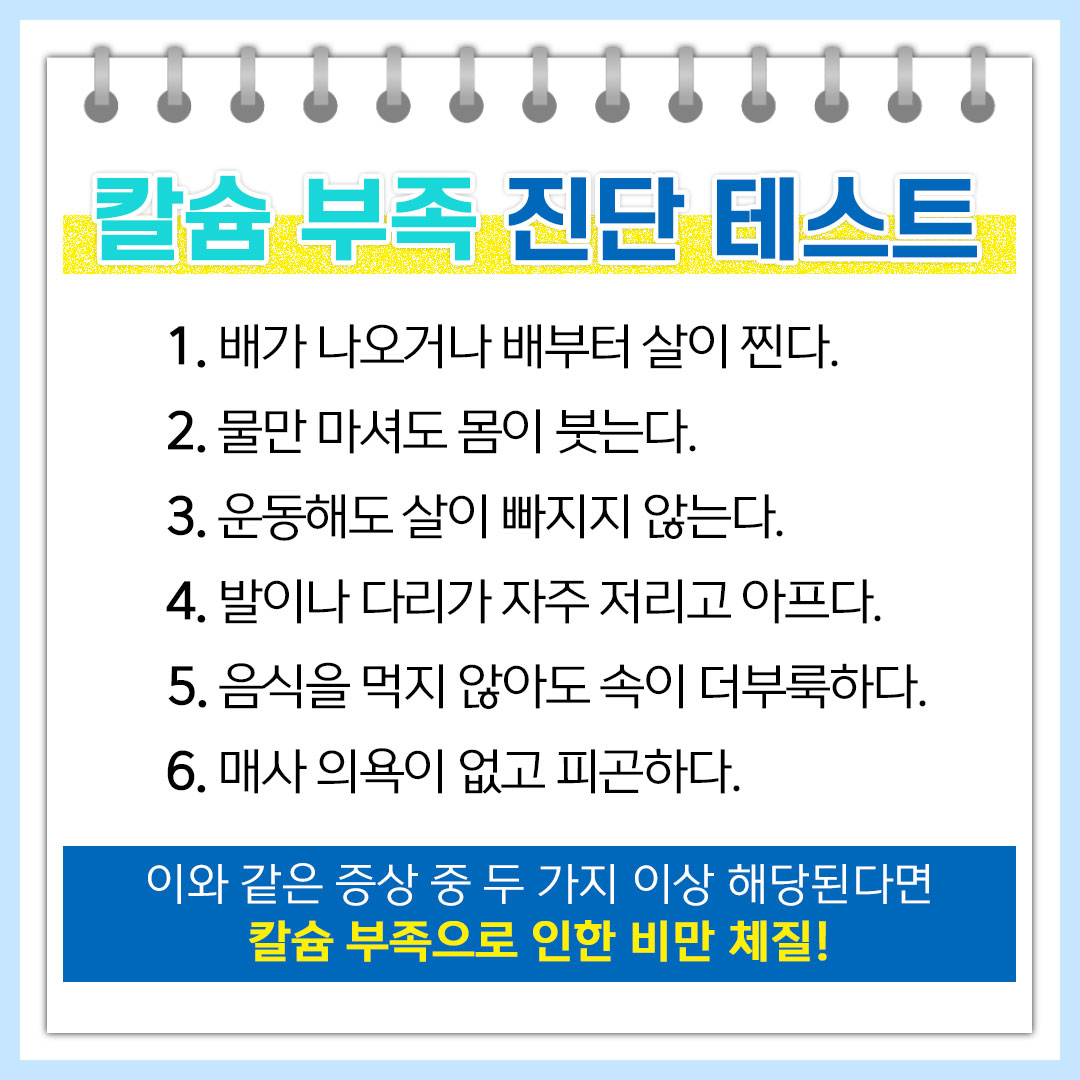 칼슘 부족 진단 테스트
1. 배가 나오거나 배부터 살이 찐다.
2. 물만 마셔도 몸이 붓는다.
3. 운동해도 살이 빠지지 않는다.
4. 발이나 다리가 자주 저리고 아프다.
5. 음식을 먹지 않아도 속이 더부룩하다.
6. 매사 의욕이 없고 피곤하다.
이와 같은 증상 중 두 가지 이상 해당된다면
칼슘 부족으로 인한 비만 체질!